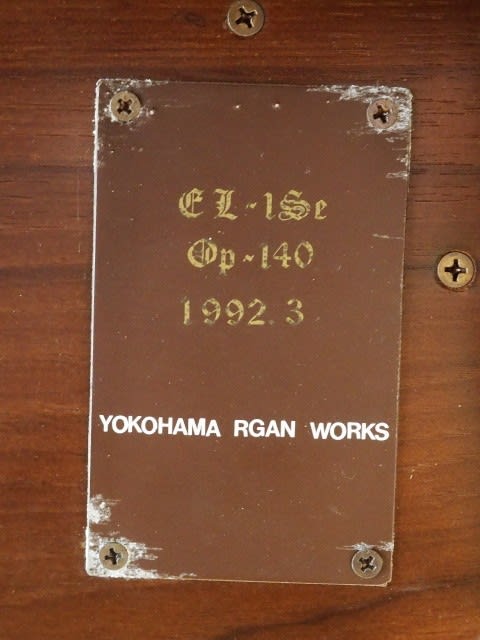 EL-1Se
Op-140
1992.3
YOKOHAMA RGAN WORKS